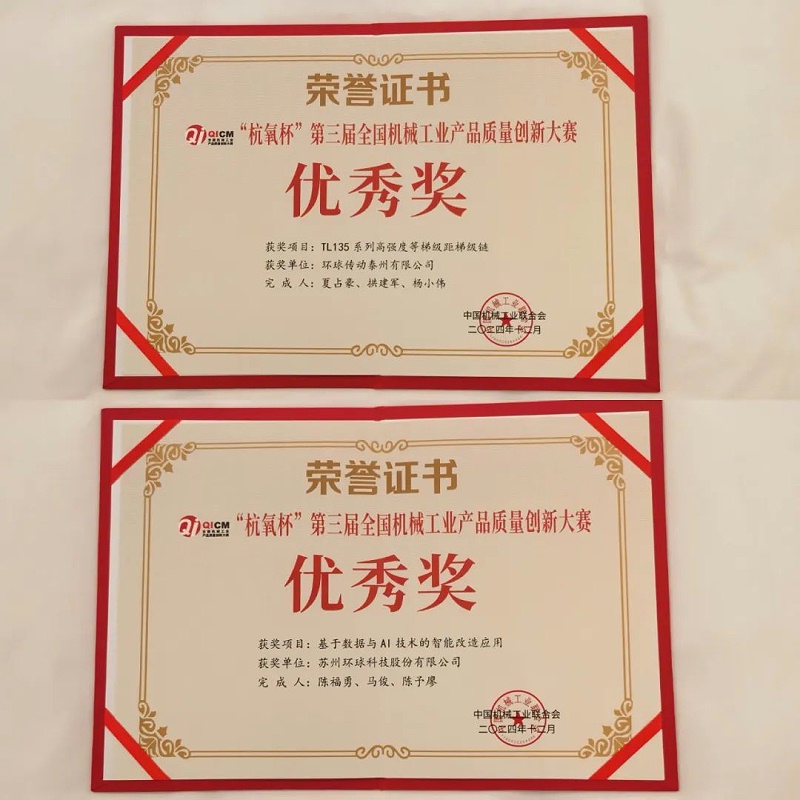 荣誉证书
QICM
“杭氧杯”第三届全国机械工业产品质量创新大赛
优秀奖
获奖项目：TL135系列高强度等梯级距梯级链
获奖单位：环球传动泰州有限公司
完成人：夏占豪、拱建军、杨小伟
中国机械工业联合会
二〇二四年十二月
荣誉证书
QICM
“杭氧杯”第三届全国机械工业产品质量创新大赛
优秀奖
获奖项目：基于数据与AI技术的智能改造应用
获奖单位：苏州环球科技股份有限公司
完成人：陈福勇、马俊、陈予廖
中国机械工业联合会
二〇二四年十二月